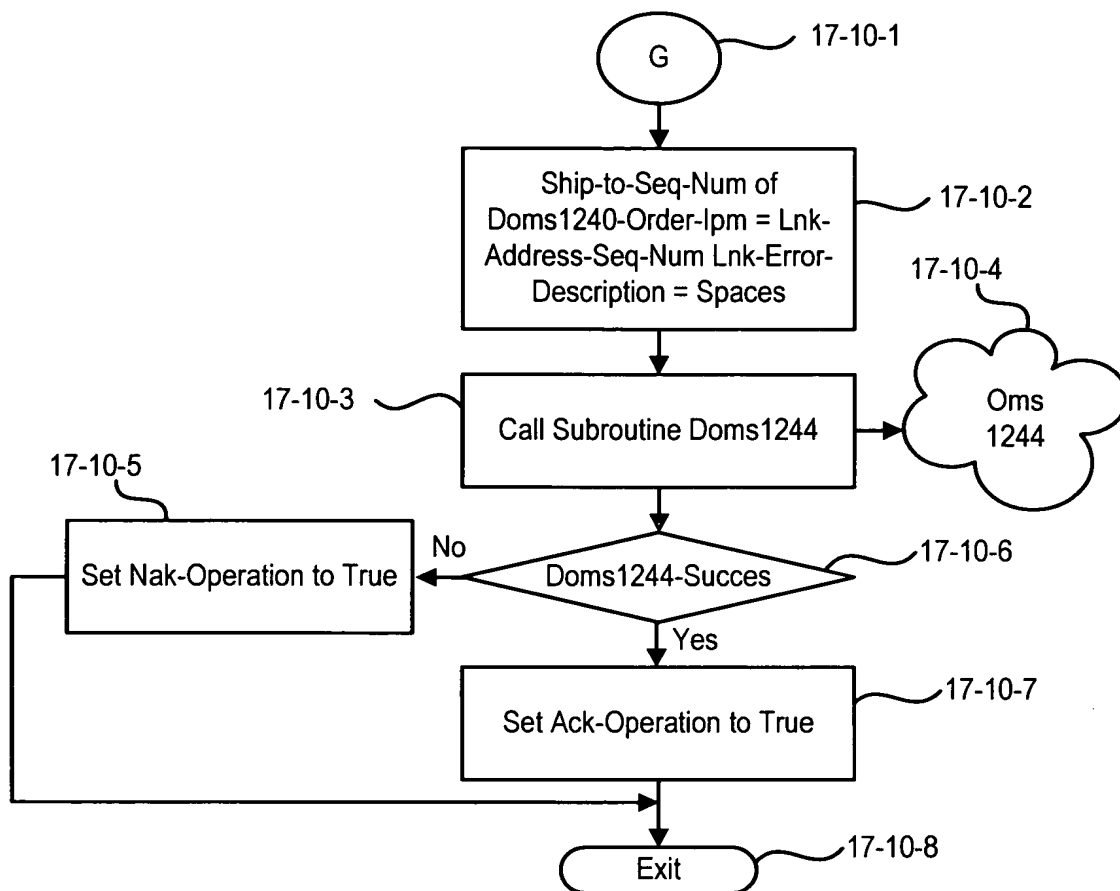 17-10-1
G
Ship-to-Seq-Num of
Doms1240-Order-Ipm = Lnk-
Address-Seq-Num Lnk-Error-
Description = Spaces
17-10-2
17-10-4
17-10-3
Call Subroutine Doms1244
Oms
1244
17-10-5
Set Nak-Operation to True
No
Doms1244-Succes
17-10-6
Yes
Set Ack-Operation to True
17-10-7
Exit
17-10-8